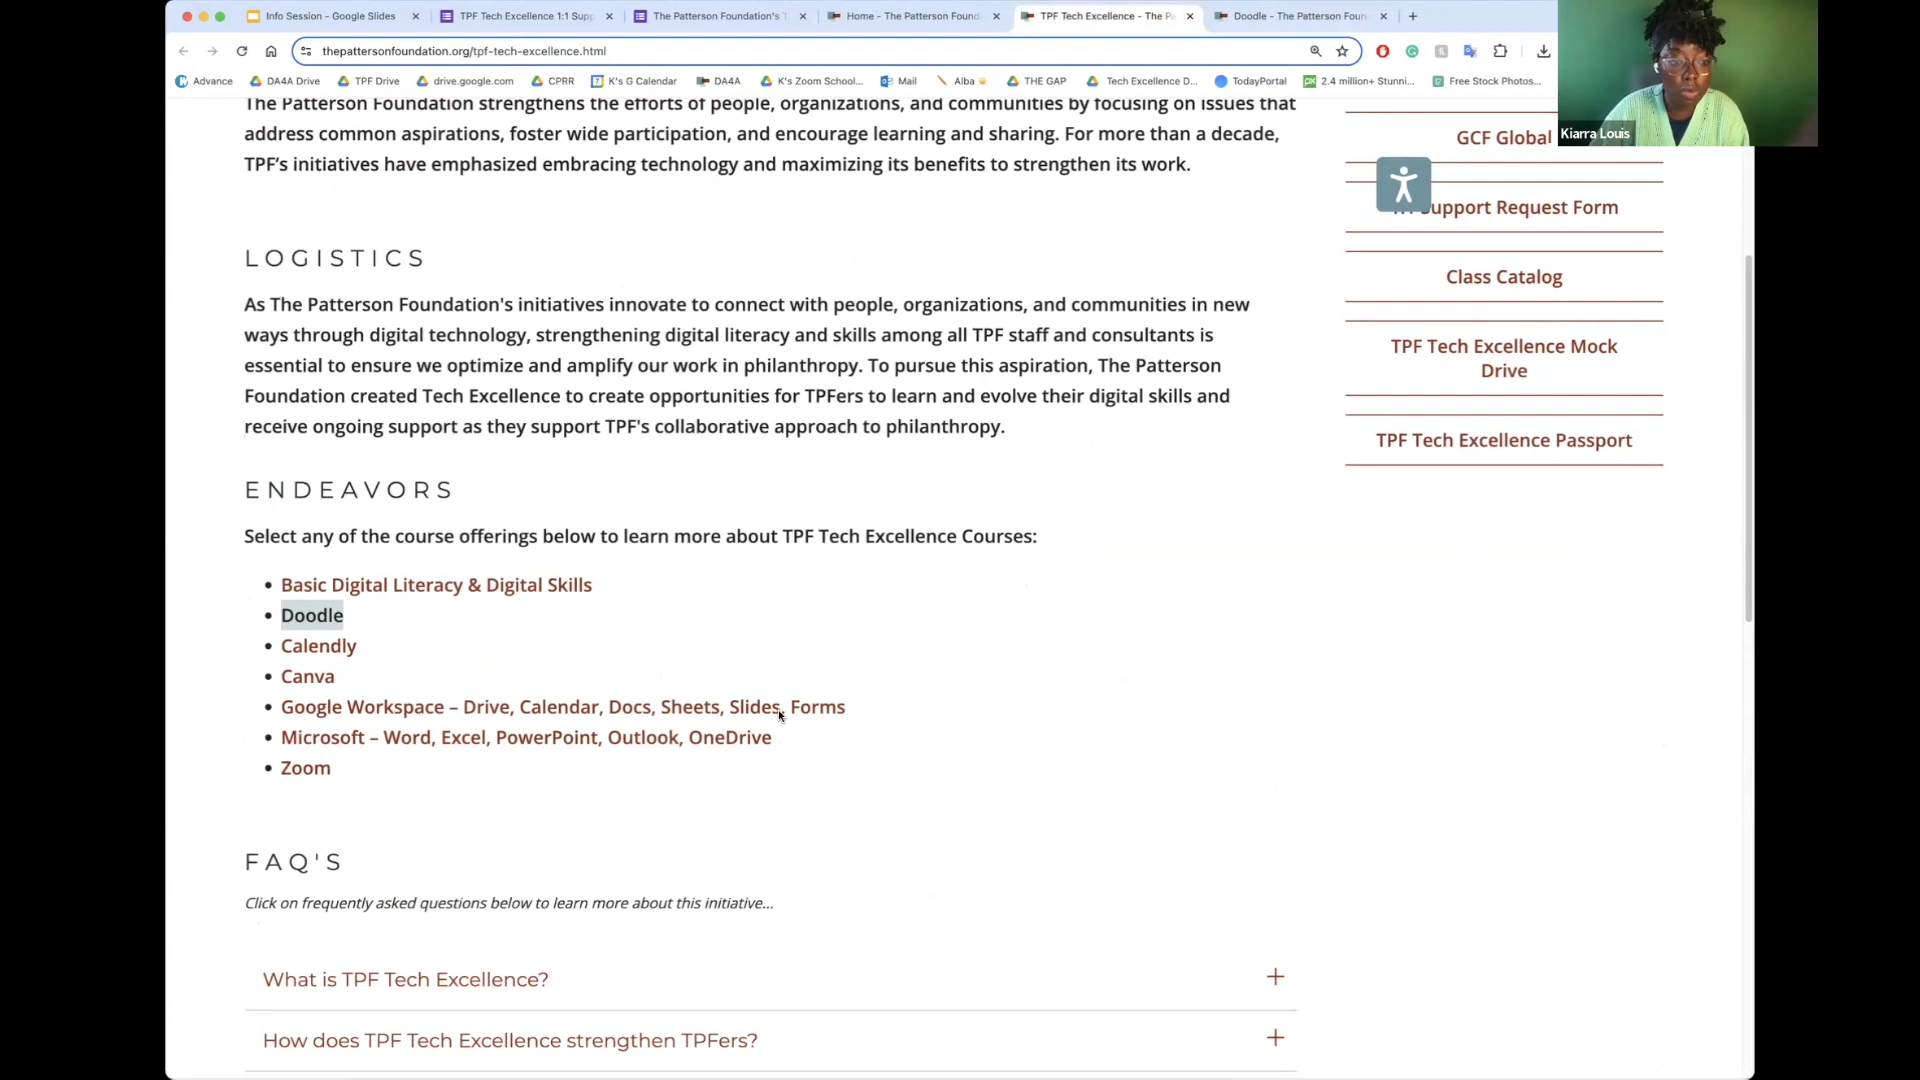 Info Session - Google Slides
TPF Tech Excellence 1:1 Supp
The Patterson Foundation's T
Home - The Patterson Found
TPF Tech Excellence - The Pa
Doodle - The Patterson Foun
thepattersonfoundation.org/tpf-tech-excellence.html
Advance
DA4A Drive
TPF Drive
drive.google.com
CPRR
K's G Calendar
DA4A
K's Zoom School...
Mail
Alba
THE GAP
Tech Excellence D...
TodayPortal
2.4 million+ Stunni...
Free Stock Photos...
Kiarra Louis
The Patterson Foundation strengthens the efforts of people, organizations, and communities by focusing on issues that
address common aspirations, foster wide participation, and encourage learning and sharing. For more than a decade,
TPF’s initiatives have emphasized embracing technology and maximizing its benefits to strengthen its work.
LOGISTICS
As The Patterson Foundation's initiatives innovate to connect with people, organizations, and communities in new
ways through digital technology, strengthening digital literacy and skills among all TPF staff and consultants is
essential to ensure we optimize and amplify our work in philanthropy. To pursue this aspiration, The Patterson
Foundation created Tech Excellence to create opportunities for TPFers to learn and evolve their digital skills and
receive ongoing support as they support TPF's collaborative approach to philanthropy.
ENDEAVORS
Select any of the course offerings below to learn more about TPF Tech Excellence Courses:
• Basic Digital Literacy & Digital Skills
• Doodle
• Calendly
• Canva
• Google Workspace – Drive, Calendar, Docs, Sheets, Slides, Forms
• Microsoft – Word, Excel, PowerPoint, Outlook, OneDrive
• Zoom
FAQ'S
Click on frequently asked questions below to learn more about this initiative...
What is TPF Tech Excellence?
How does TPF Tech Excellence strengthen TPFers?
GCF Global
Support Request Form
Class Catalog
TPF Tech Excellence Mock
Drive
TPF Tech Excellence Passport